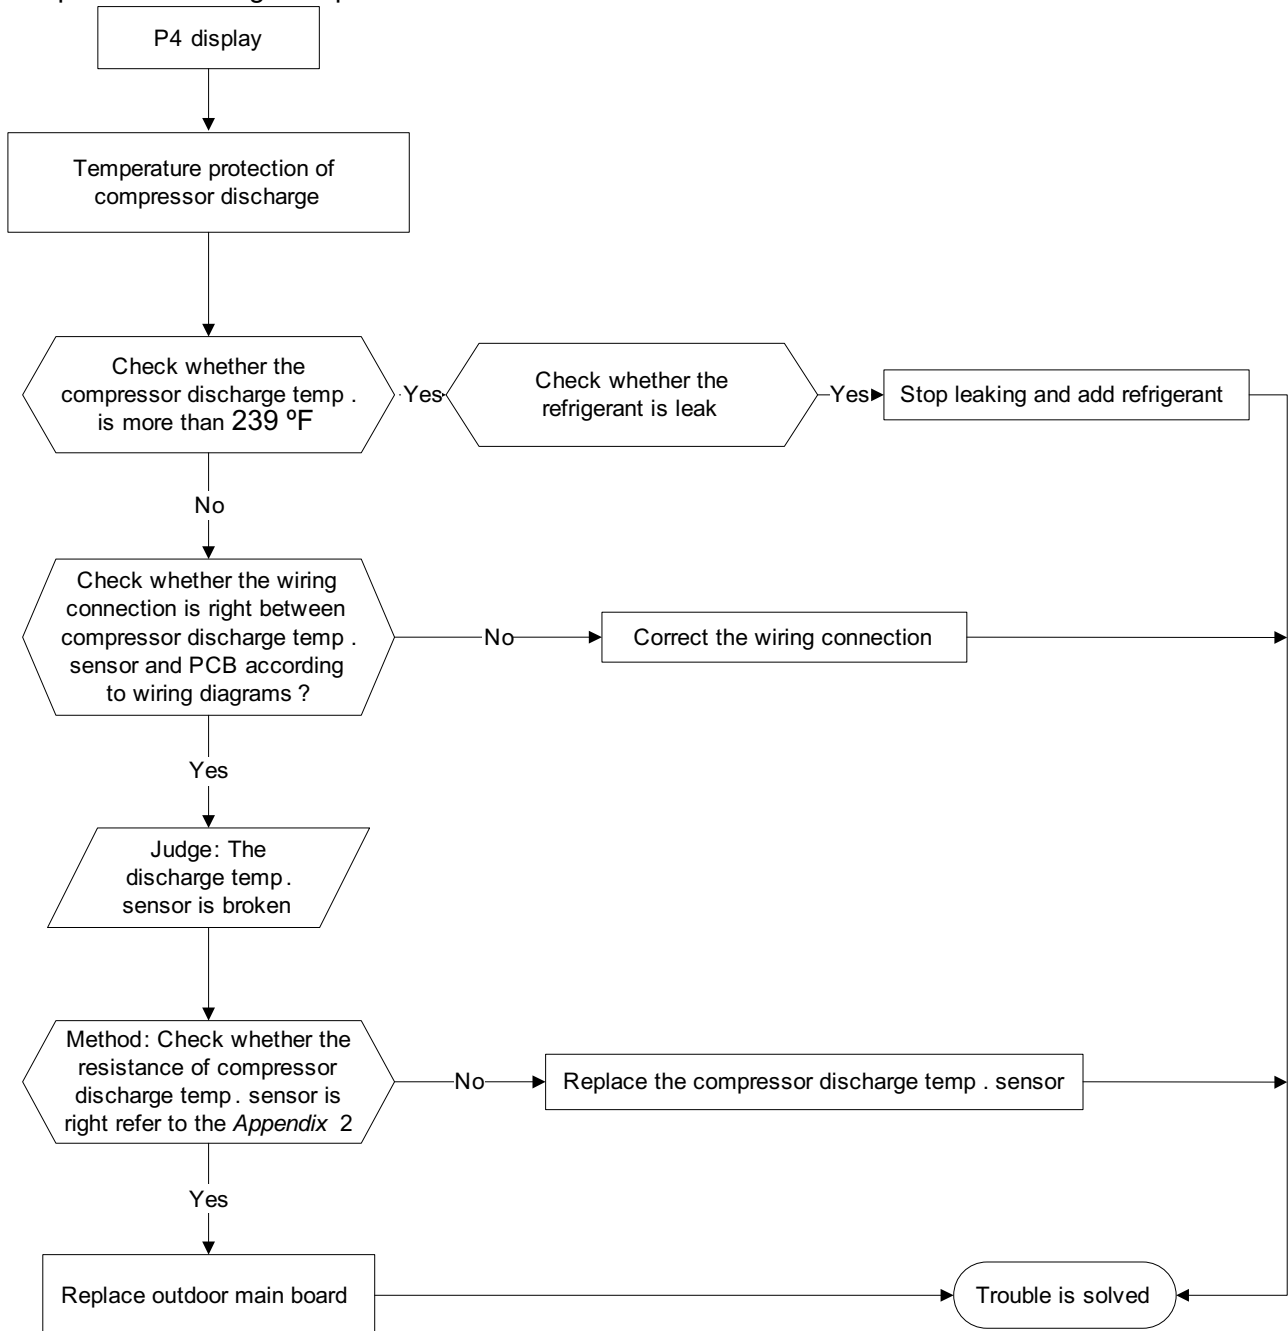 P4 display
Temperature protection of
compressor discharge
Check whether the
compressor discharge temp .
is more than 239 ºF
Yes
Check whether the
refrigerant is leak
Yes
Stop leaking and add refrigerant
No
Check whether the wiring
connection is right between
compressor discharge temp .
sensor and PCB according
to wiring diagrams ?
No
Correct the wiring connection
Yes
Judge: The
discharge temp .
sensor is broken
Method: Check whether the
resistance of compressor
discharge temp . sensor is
right refer to the Appendix 2
No
Replace the compressor discharge temp . sensor
Yes
Replace outdoor main board
Trouble is solved